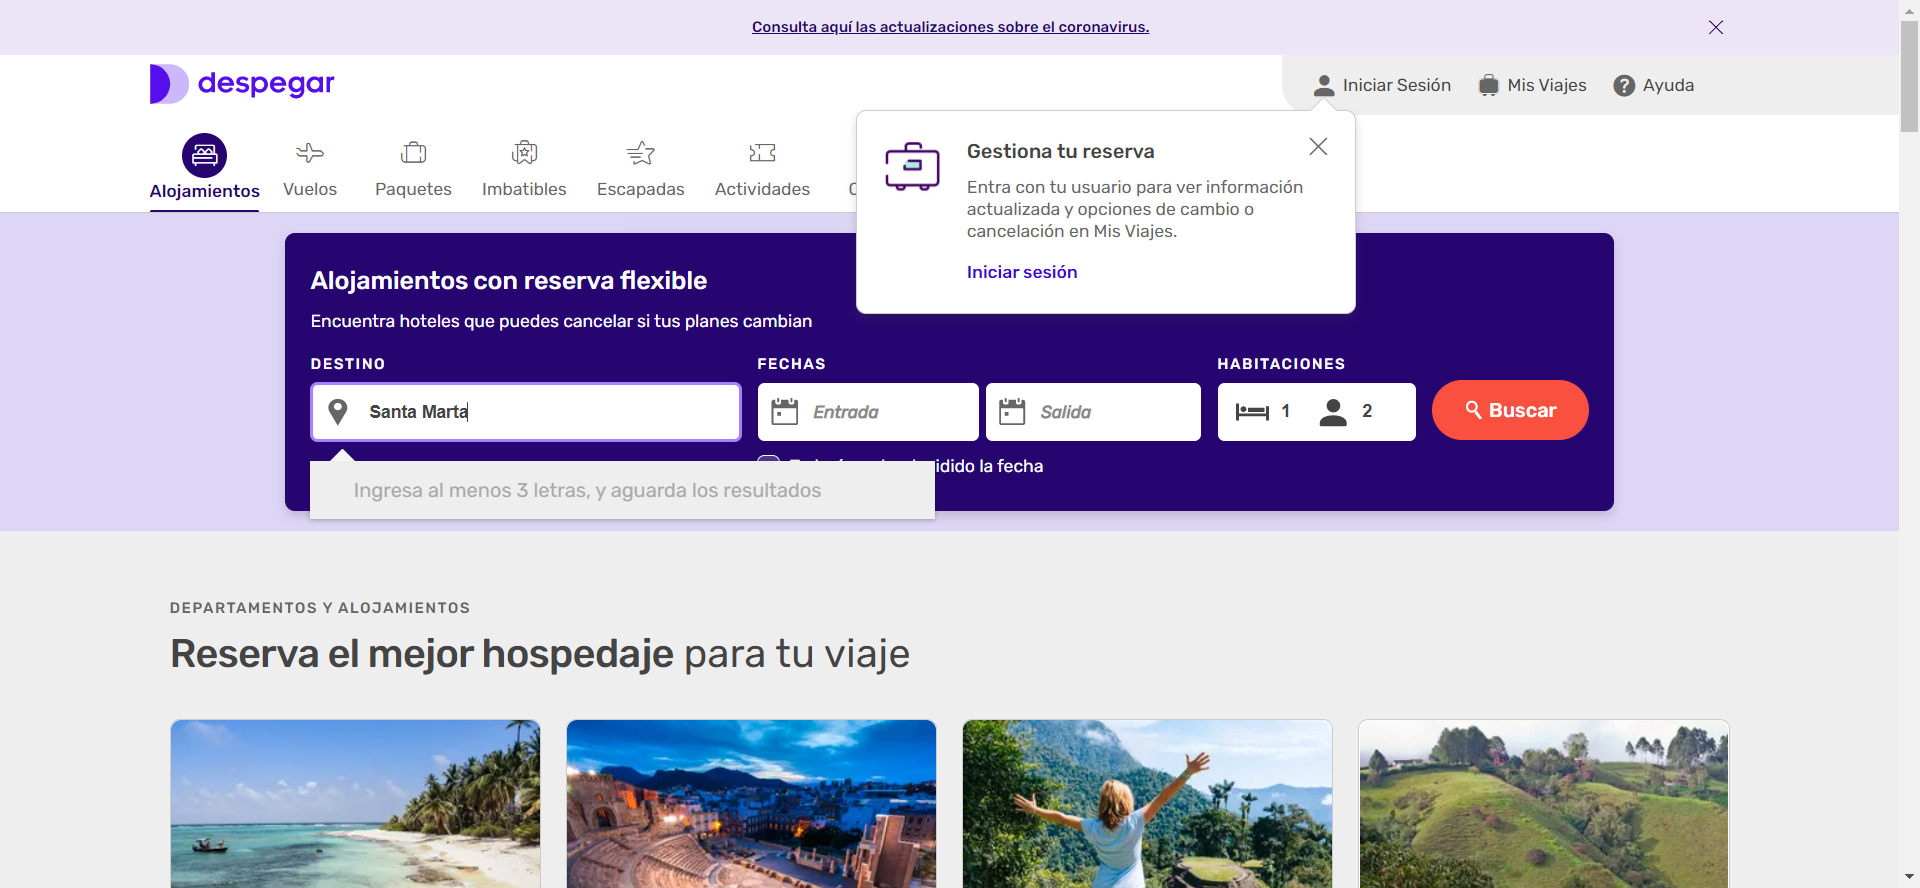 Consulta aquí las actualizaciones sobre el coronavirus.
despegar
Iniciar Sesión
Mis Viajes
Ayuda
Alojamientos
Vuelos
Paquetes
Imbatibles
Escapadas
Actividades
Gestiona tu reserva
Entra con tu usuario para ver información
actualizada y opciones de cambio o
cancelación en Mis Viajes.
Iniciar sesión
Alojamientos con reserva flexible
Encuentra hoteles que puedes cancelar si tus planes cambian
DESTINO
FECHAS
HABITACIONES
Santa Marta
Entrada
Salida
1
2
Buscar
la fecha
Ingresa al menos 3 letras, y aguarda los resultados
DEPARTAMENTOS Y ALOJAMIENTOS
Reserva el mejor hospedaje para tu viaje